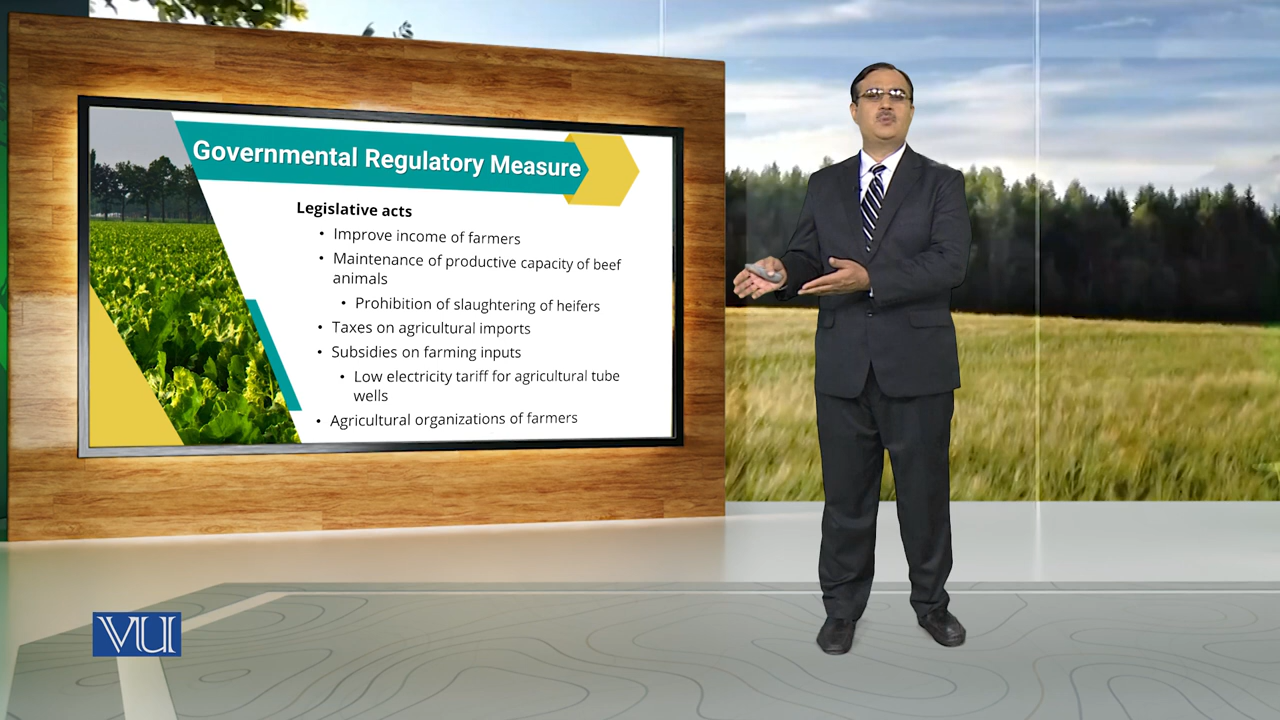 Governmental Regulatory Measure
Legislative acts
• Improve income of farmers
• Maintenance of productive capacity of beef
animals
• Prohibition of slaughtering of heifers
• Taxes on agricultural imports
• Subsidies on farming inputs
• Low electricity tariff for agricultural tube
wells
• Agricultural organizations of farmers
VU